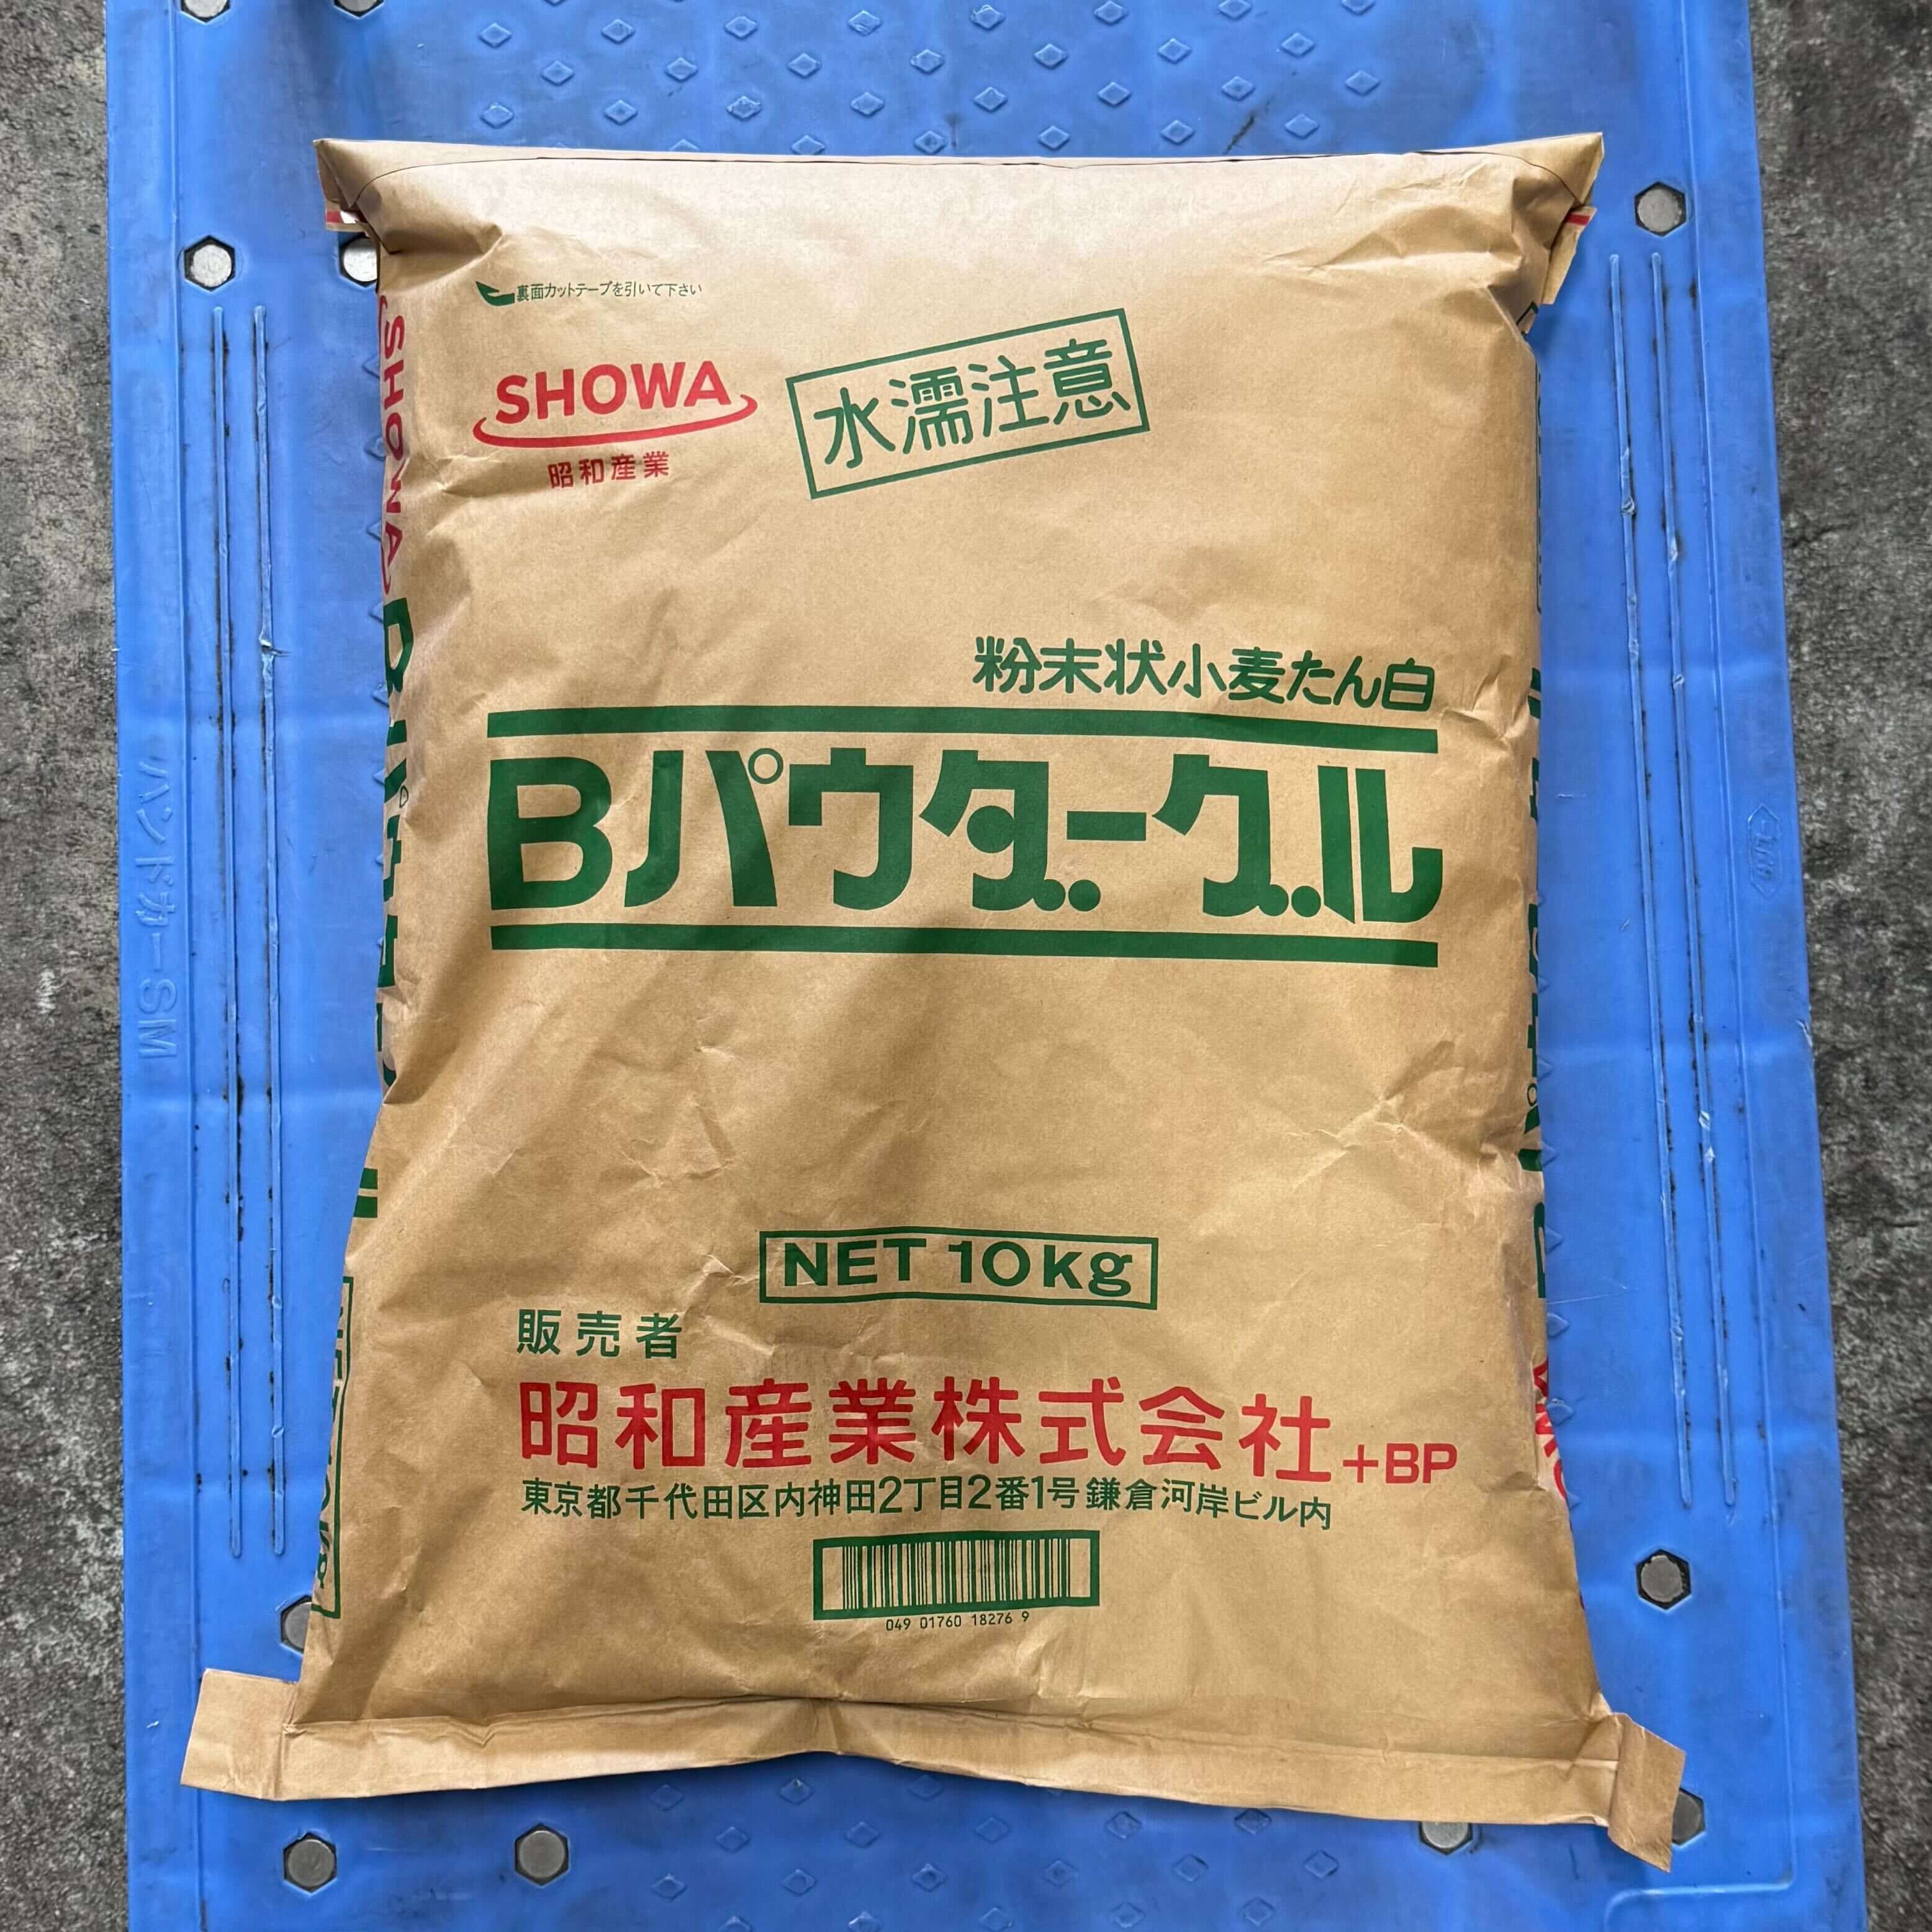 裏面カットテープを引いて下さい
SHOWA
昭和産業
水濡注意
粉末状小麦たん白
Bパウダーグル
NET 10kg
販売者
昭和産業株式会社+BP
東京都千代田区内神田2丁目2番1号鎌倉河岸ビル内
049 01760 18276 9
SHOWA
ハンドカーSM